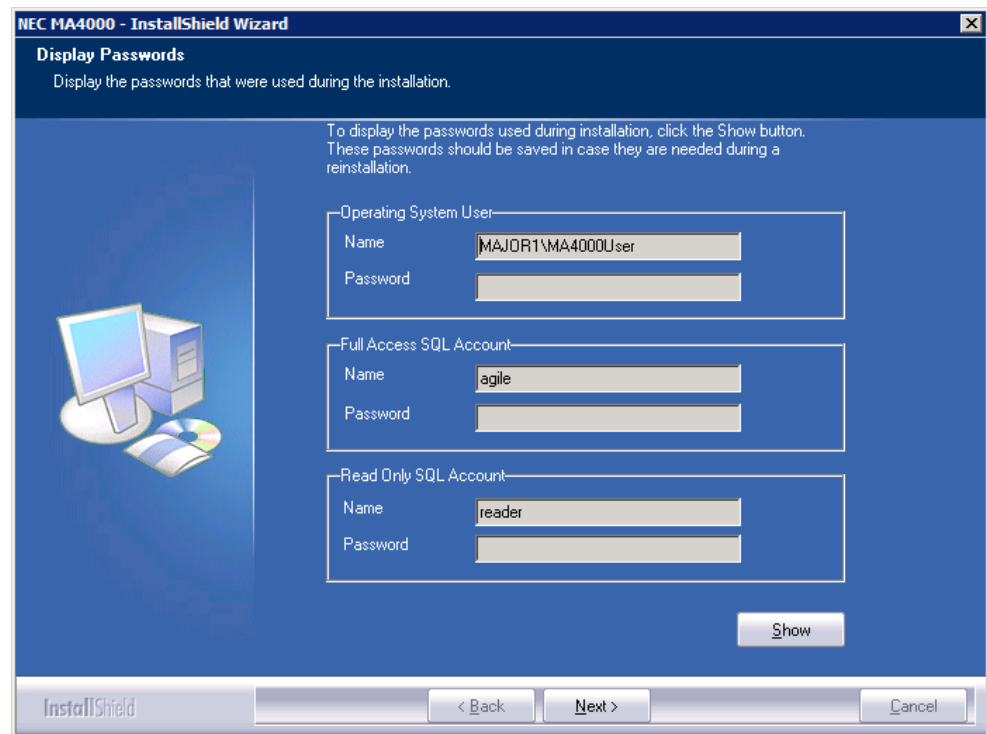 NEC MA4000 - InstallShield Wizard
Display Passwords
Display the passwords that were used during the installation.
To display the passwords used during installation, click the Show button.
These passwords should be saved in case they are needed during a
reinstallation.
Operating System User
Name MAJOR1\MA4000User
Password
Full Access SQL Account
Name agile
Password
Read Only SQL Account
Name reader
Password
Show
InstallShield < Back Next > Cancel